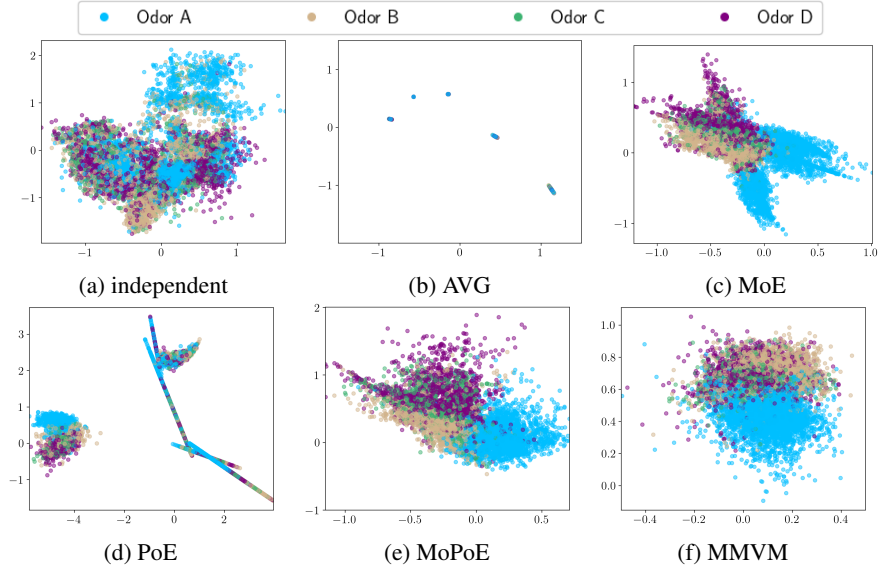 Odor A Odor B Odor C Odor D
2
1
0
−1
−1 0 1
(a) independent
1
0
−1
−1 0 1
(b) AVG
1
0
−1
−1.0 −0.5 0.0 0.5 1.0
(c) MoE
3
2
1
0
−1
−4 −2 0 2
(d) PoE
2
1
0
−1
−1.0 −0.5 0.0 0.5
(e) MoPoE
1.0
0.8
0.6
0.4
0.2
0.0
−0.4 −0.2 0.0 0.2 0.4
(f) MMVM